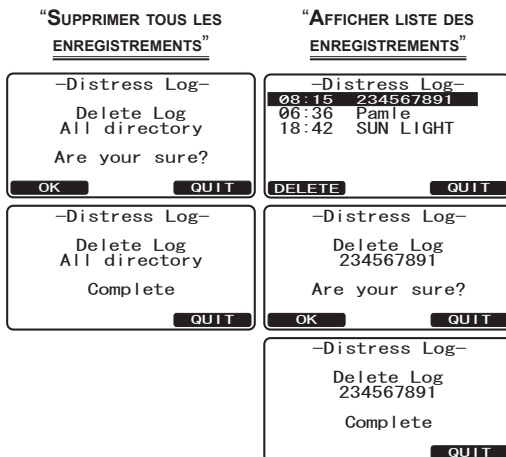 “SUPPRIMER TOUS LES
ENREGISTREMENTS”
–Distress Log–
Delete Log
All directory
Are your sure?
OK QUIT
–Distress Log–
Delete Log
All directory
Complete
QUIT
“AFFICHER LISTE DES
ENREGISTREMENTS”
–Distress Log–
08:15 234567891
06:36 Pamle
18:42 SUN LIGHT
DELETE QUIT
–Distress Log–
Delete Log
234567891
Are your sure?
OK QUIT
–Distress Log–
Delete Log
234567891
Complete
QUIT